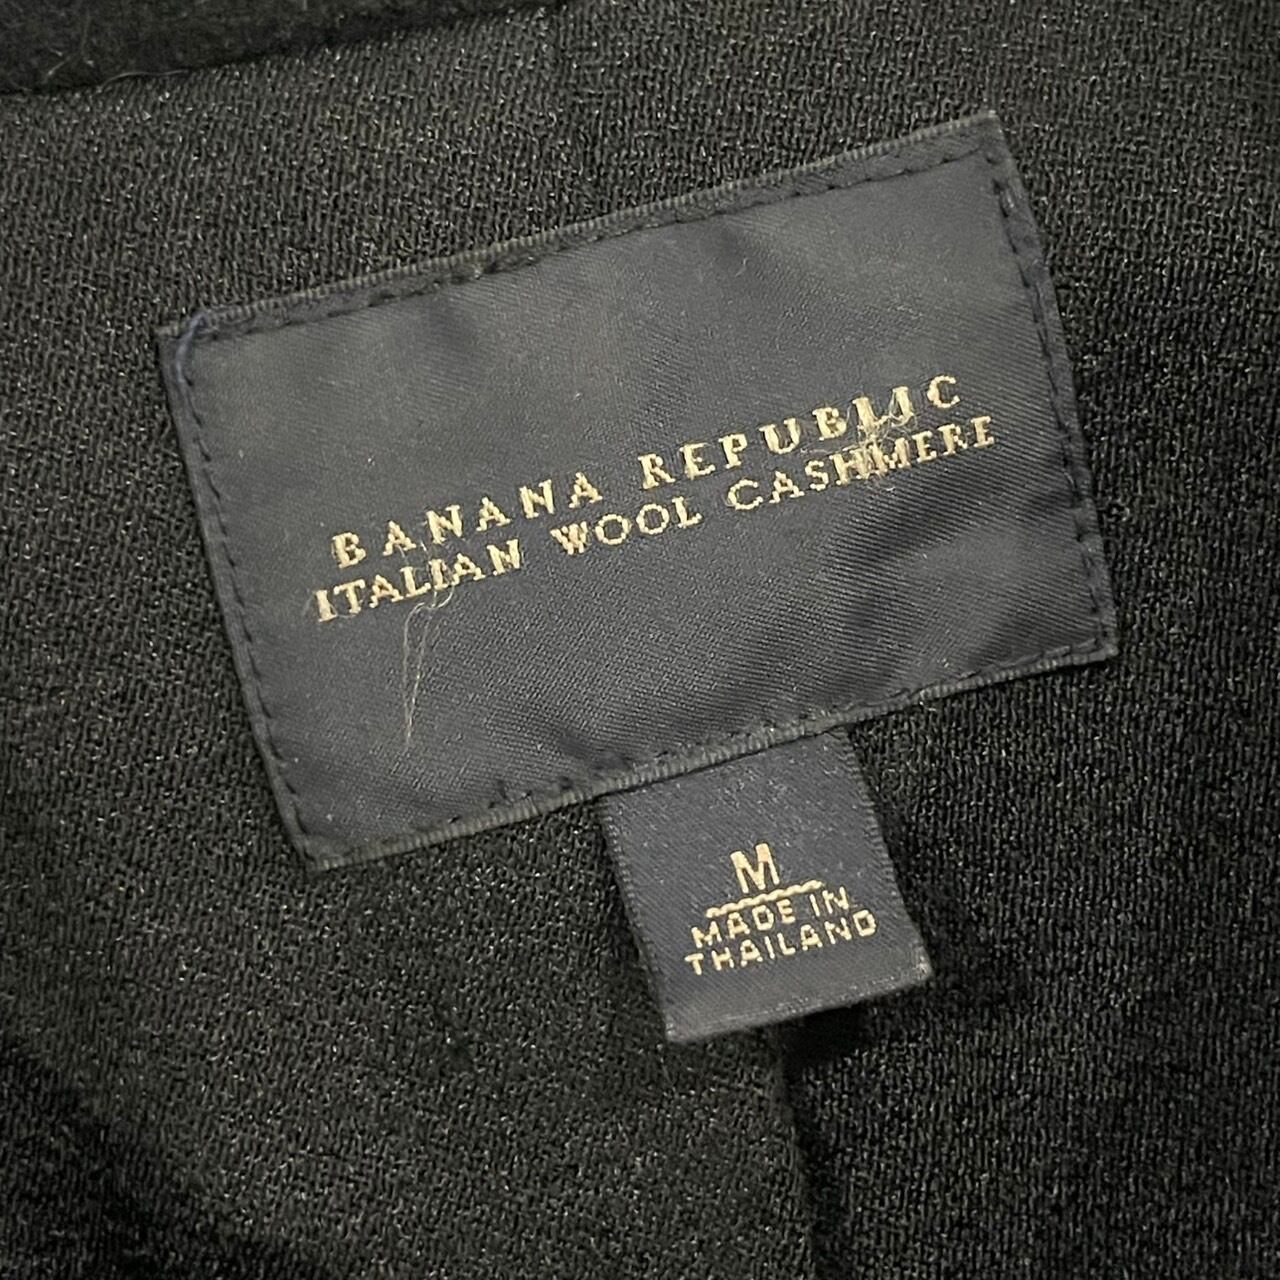 BANANA REPUBLIC
ITALIAN WOOL CASHMERE
M
MADE IN
THAILAND